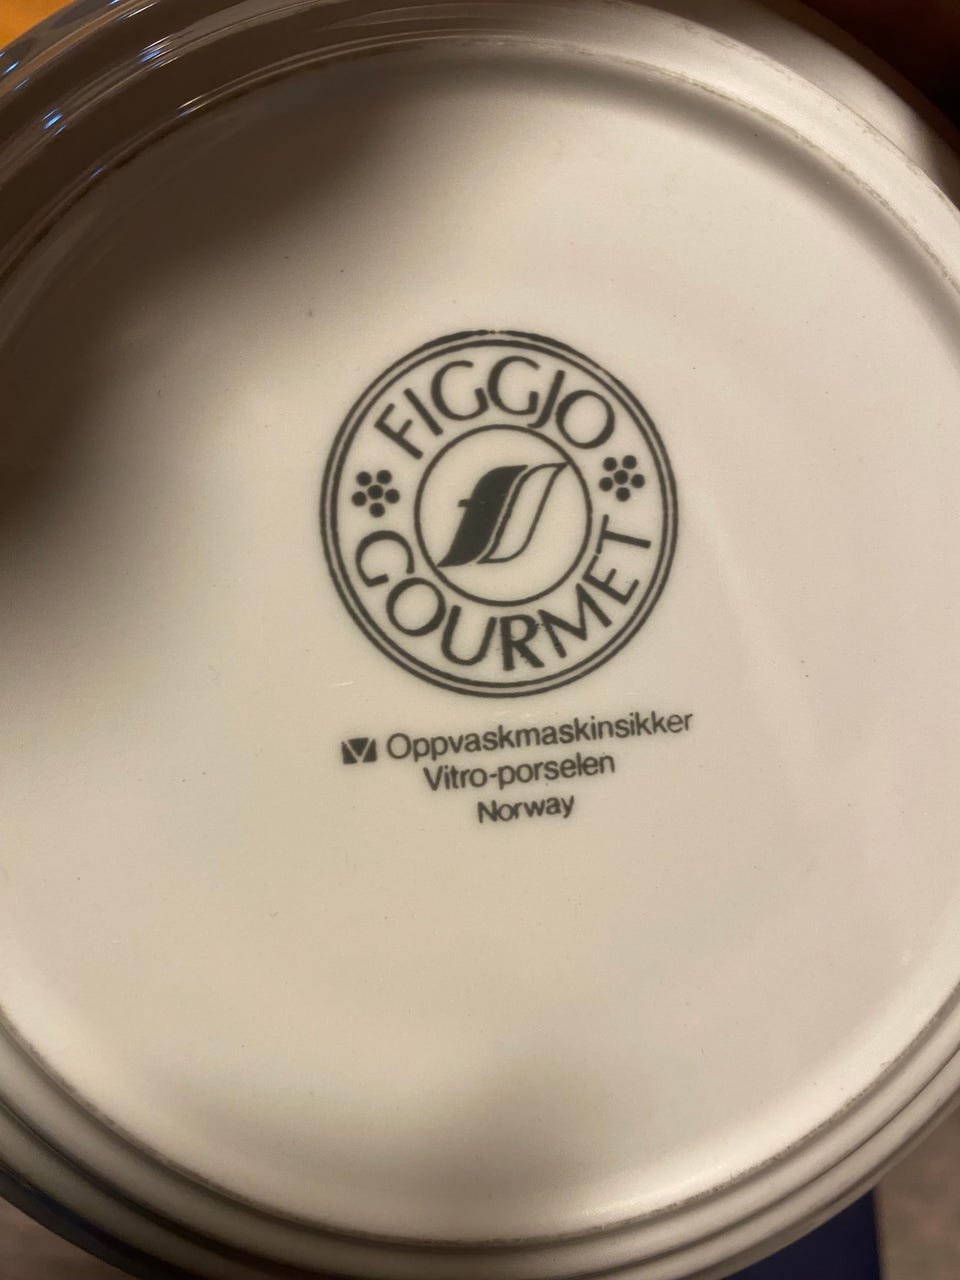 FIGGJO
GOURMET
Oppvaskmaskinsikker
Vitro-porselen
Norway